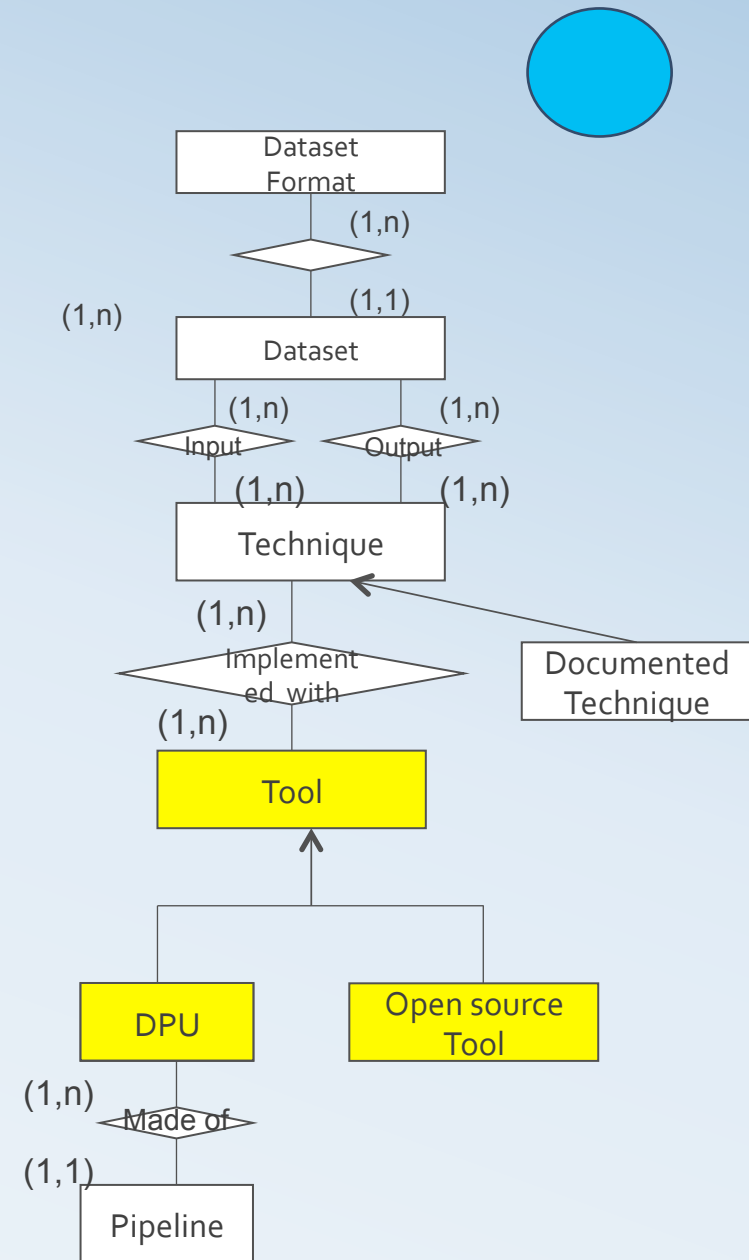 Dataset
Format
(1,n)
(1,1)
(1,n)
Dataset
(1,n)
(1,n)
Input
Output
(1,n)
(1,n)
Technique
(1,n)
Implement
ed with
Documented
Technique
(1,n)
Tool
DPU
Open source
Tool
(1,n)
Made of
(1,1)
Pipeline